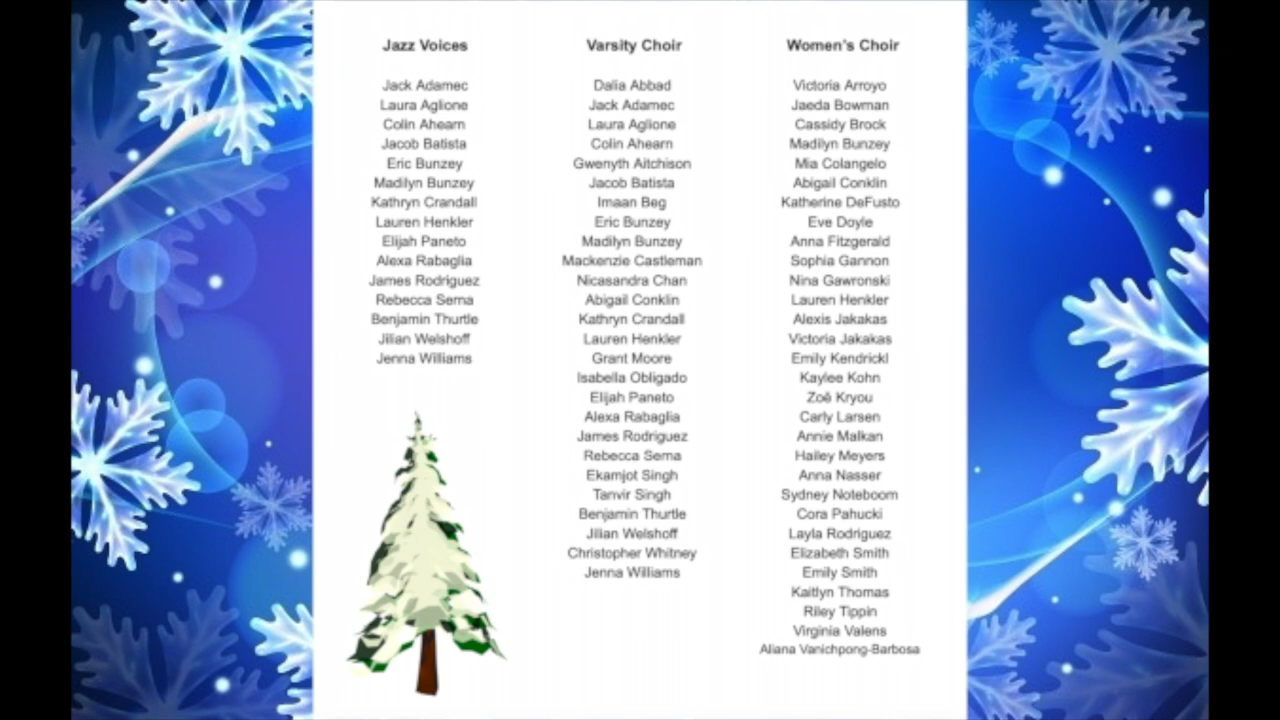 Jazz Voices
Jack Adamec
Laura Aglione
Colin Ahearn
Jacob Batista
Eric Bunzey
Madilyn Bunzey
Kathryn Crandall
Lauren Henkler
Elijah Paneto
Alexa Rabaglia
James Rodriguez
Rebecca Serna
Benjamin Thurtle
Jilian Welshoff
Jenna Williams
Varsity Choir
Dalia Abbad
Jack Adamec
Laura Aglione
Colin Ahearn
Gwenyth Aitchison
Jacob Batista
Imaan Beg
Eric Bunzey
Madilyn Bunzey
Mackenzie Castleman
Nicasandra Chan
Abigail Conklin
Kathryn Crandall
Lauren Henkler
Grant Moore
Isabella Obligado
Elijah Paneto
Alexa Rabaglia
James Rodriguez
Rebecca Serna
Ekamjot Singh
Tanvir Singh
Benjamin Thurtle
Jilian Welshoff
Christopher Whitney
Jenna Williams
Women's Choir
Victoria Arroyo
Jaeda Bowman
Cassidy Brock
Madilyn Bunzey
Mia Colangelo
Abigail Conklin
Katherine DeFusto
Eve Doyle
Anna Fitzgerald
Sophia Gannon
Nina Gawronski
Lauren Henkler
Alexis Jakakas
Victoria Jakakas
Emily Kendrickl
Kaylee Kohn
Zoë Kryou
Carly Larsen
Annie Malkan
Hailey Meyers
Anna Nasser
Sydney Noteboom
Cora Pahucki
Layla Rodriguez
Elizabeth Smith
Emily Smith
Kaitlyn Thomas
Riley Tippin
Virginia Valens
Aliana Vanichpong-Barbosa